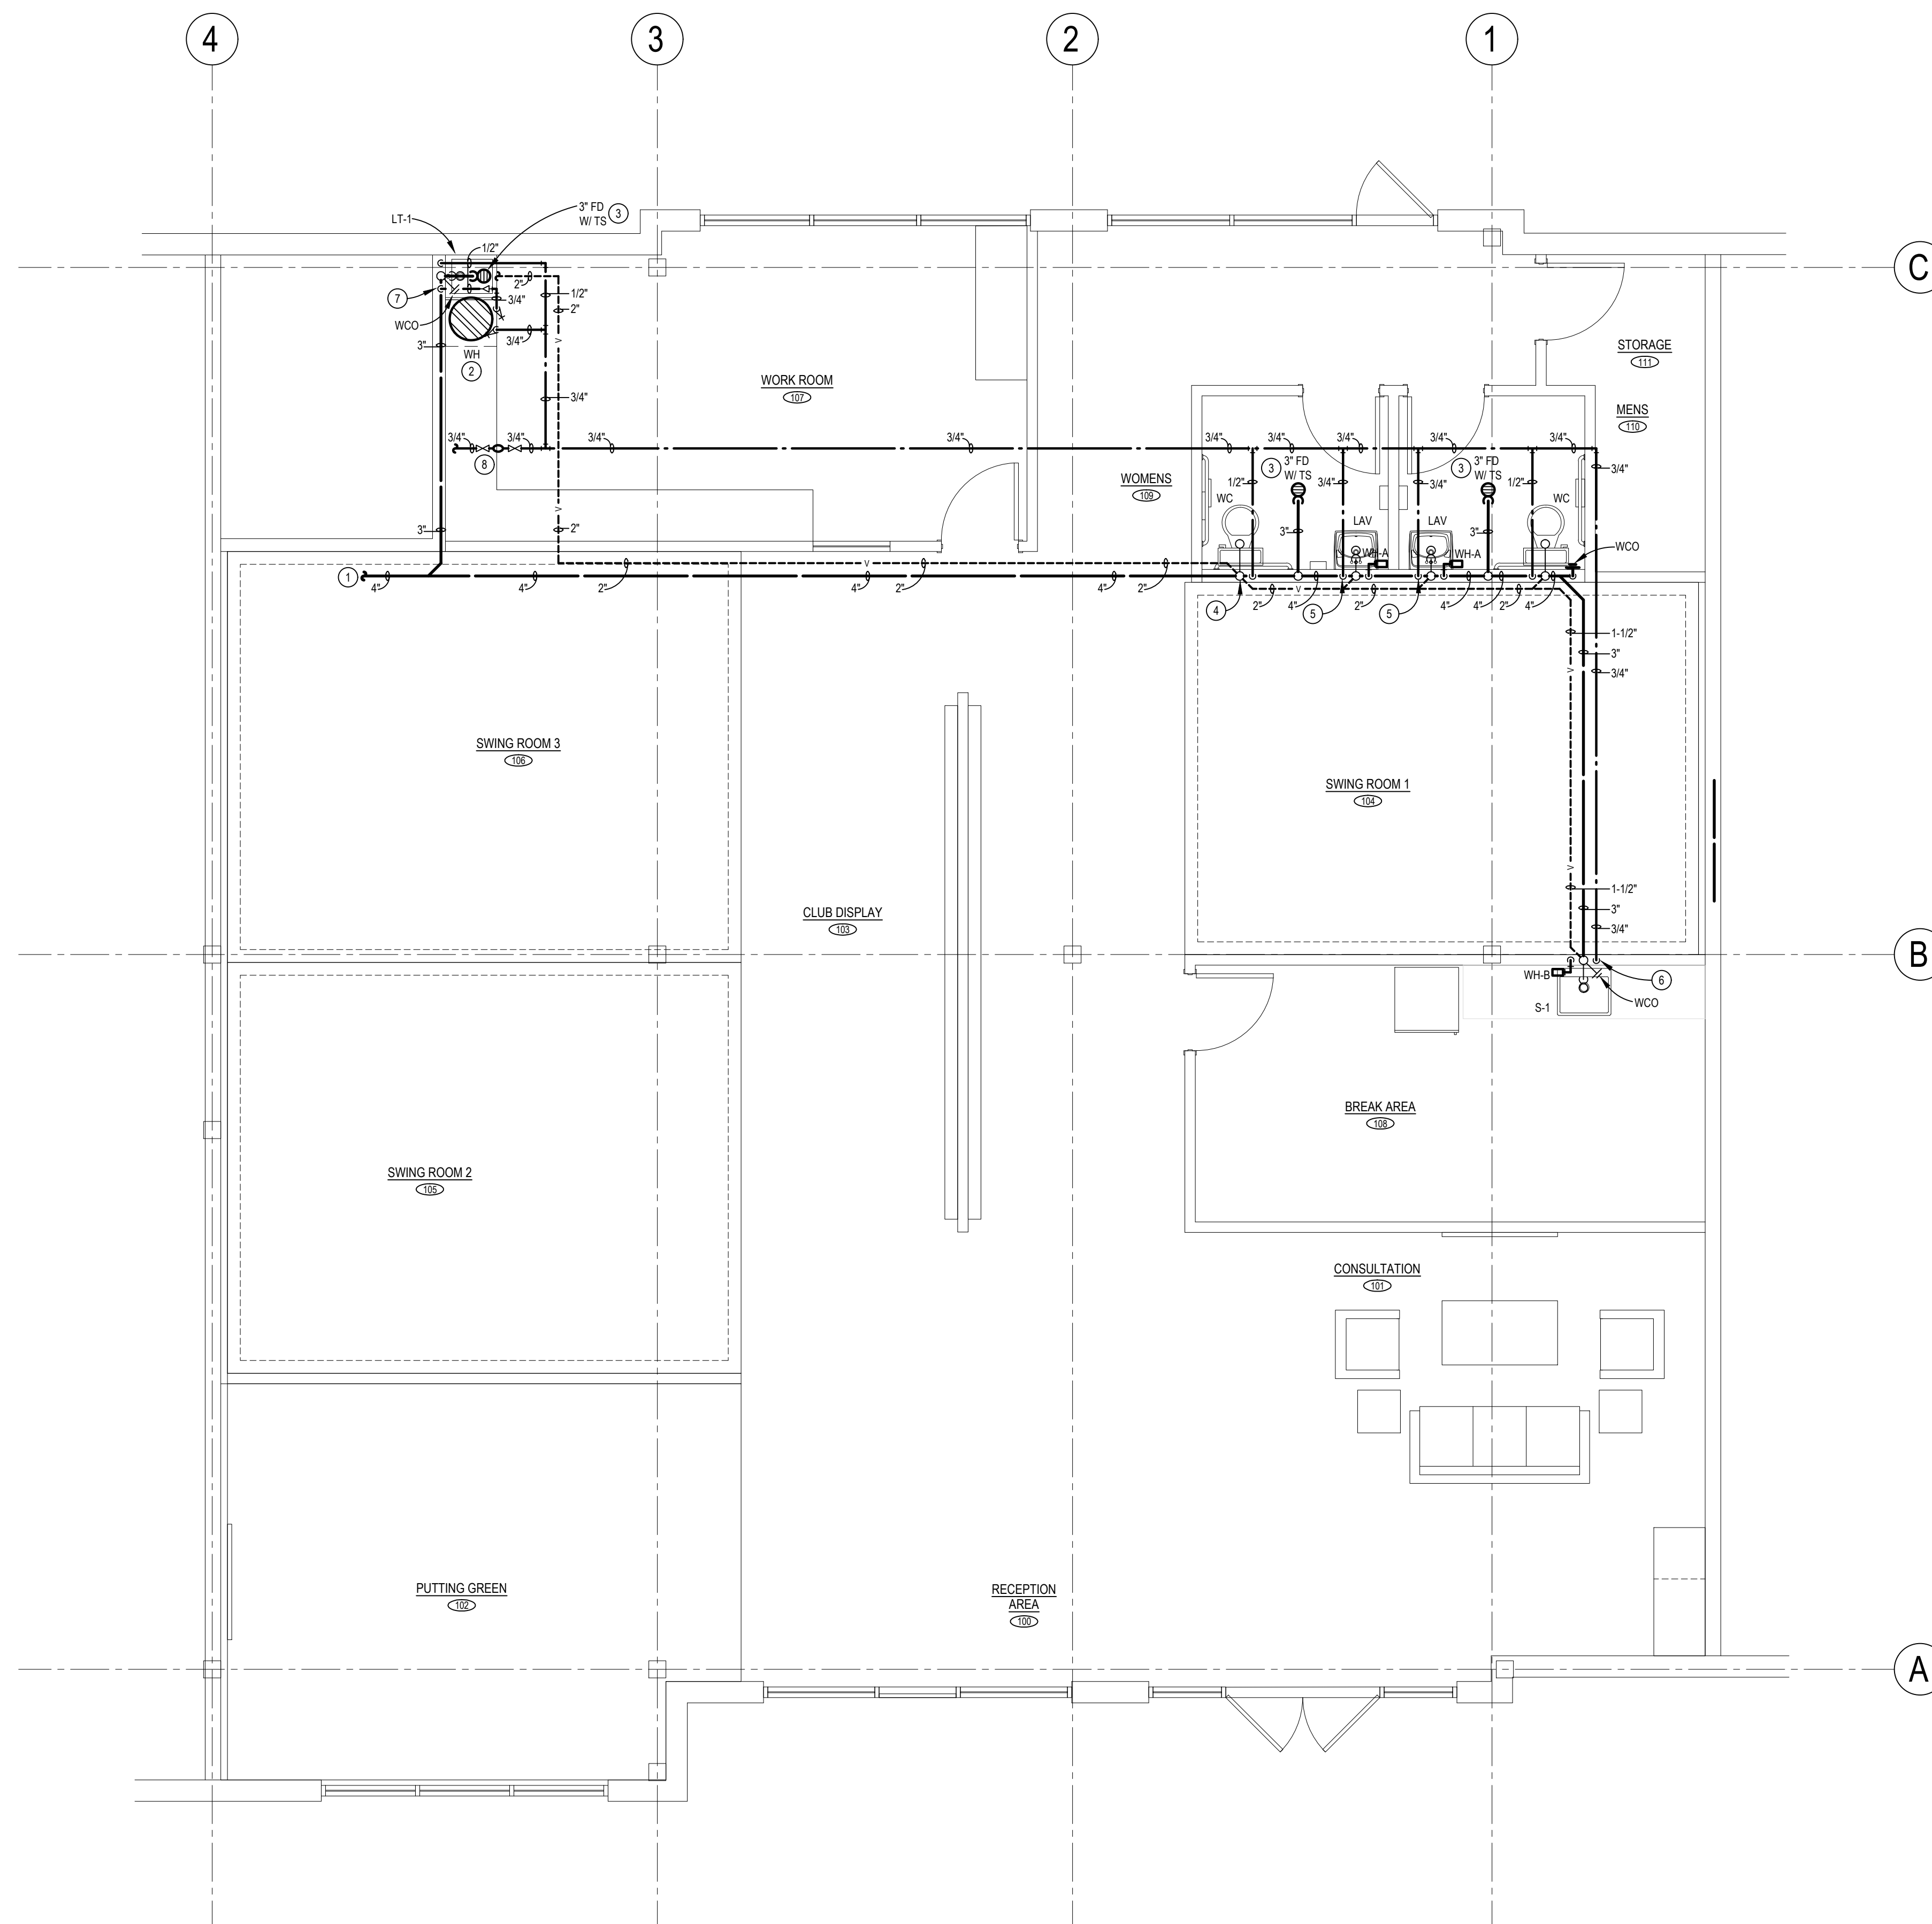 4
3
2
1
C
B
A
LT-1
3" FD
W/ TS
3
1/2"
2"
3/4"
1/2"
2"
7
WCO
3"
3/4"
WH
2
V
3/4"
3/4"
3/4"
8
3/4"
3/4"
V
3"
2"
WORK ROOM
107
STORAGE
111
MENS
110
3/4"
3/4"
3/4"
3/4"
3/4"
3/4"
3
3" FD
W/ TS
3
3" FD
W/ TS
WOMENS
109
1/2"
3/4"
3/4"
1/2"
WC
WC
LAV
LAV
3"
3"
WH-A
WH-A
WCO
1
4"
4"
2"
V
4"
2"
4"
2"
4
2"
V
4"
5
2"
5
4"
4"
2"
4"
1-1/2"
3"
3/4"
V
SWING ROOM 3
106
SWING ROOM 1
104
V
1-1/2"
3"
3/4"
CLUB DISPLAY
103
WH-B
6
WCO
S-1
BREAK AREA
108
SWING ROOM 2
105
CONSULTATION
101
PUTTING GREEN
102
RECEPTION
AREA
100